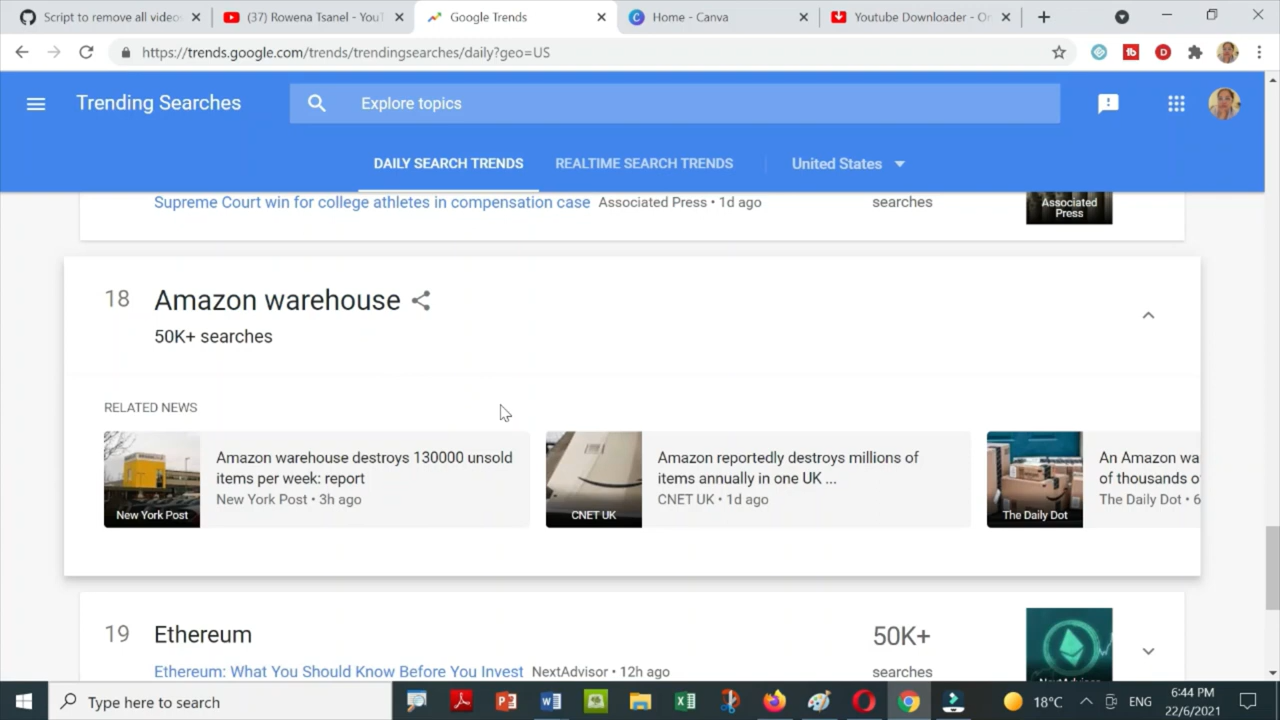 Script to remove all video
(37) Rowena Tsanel - YouT
Google Trends
Home - Canva
Youtube Downloader - On
https://trends.google.com/trends/trendingsearches/daily?geo=US
Trending Searches
Explore topics
DAILY SEARCH TRENDS
REALTIME SEARCH TRENDS
United States
Supreme Court win for college athletes in compensation case Associated Press • 1d ago
searches
Associated
Press
18
Amazon warehouse
50K+ searches
RELATED NEWS
New York Post
Amazon warehouse destroys 130000 unsold
items per week: report
New York Post • 3h ago
CNET UK
Amazon reportedly destroys millions of
items annually in one UK ...
CNET UK • 1d ago
The Daily Dot
An Amazon wa
of thousands o
The Daily Dot • 6
19
Ethereum
Ethereum: What You Should Know Before You Invest NextAdvisor • 12h ago
50K+
searches
Type here to search
18°C
ENG
6:44 PM
22/6/2021